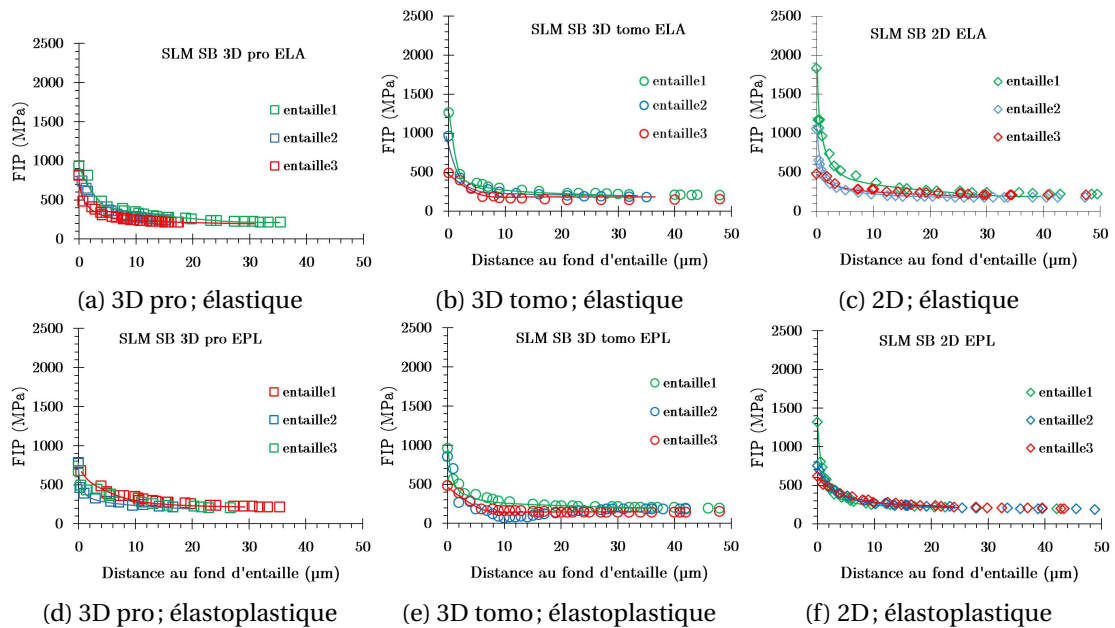 SLM SB 3D pro ELA
FIP (MPa)
2500
2000
1500
1000
500
0
entaille1
entaille2
entaille3
0 10 20 30 40 50
Distance au fond d'entaille (µm)
(a) 3D pro; élastique
SLM SB 3D tomo ELA
FIP (MPa)
2500
2000
1500
1000
500
0
entaille1
entaille2
entaille3
0 10 20 30 40 50
Distance au fond d'entaille (µm)
(b) 3D tomo; élastique
SLM SB 2D ELA
FIP (MPa)
2500
2000
1500
1000
500
0
entaille1
entaille2
entaille3
0 10 20 30 40 50
Distance au fond d'entaille (µm)
(c) 2D; élastique
SLM SB 3D pro EPL
FIP (MPa)
2500
2000
1500
1000
500
0
entaille1
entaille2
entaille3
0 10 20 30 40 50
Distance au fond d'entaille (µm)
(d) 3D pro; élastoplastique
SLM SB 3D tomo EPL
FIP (MPa)
2500
2000
1500
1000
500
0
entaille1
entaille2
entaille3
0 10 20 30 40 50
Distance au fond d'entaille (µm)
(e) 3D tomo; élastoplastique
SLM SB 2D EPL
FIP (MPa)
2500
2000
1500
1000
500
0
entaille1
entaille2
entaille3
0 10 20 30 40 50
Distance au fond d'entaille (µm)
(f) 2D; élastoplastique